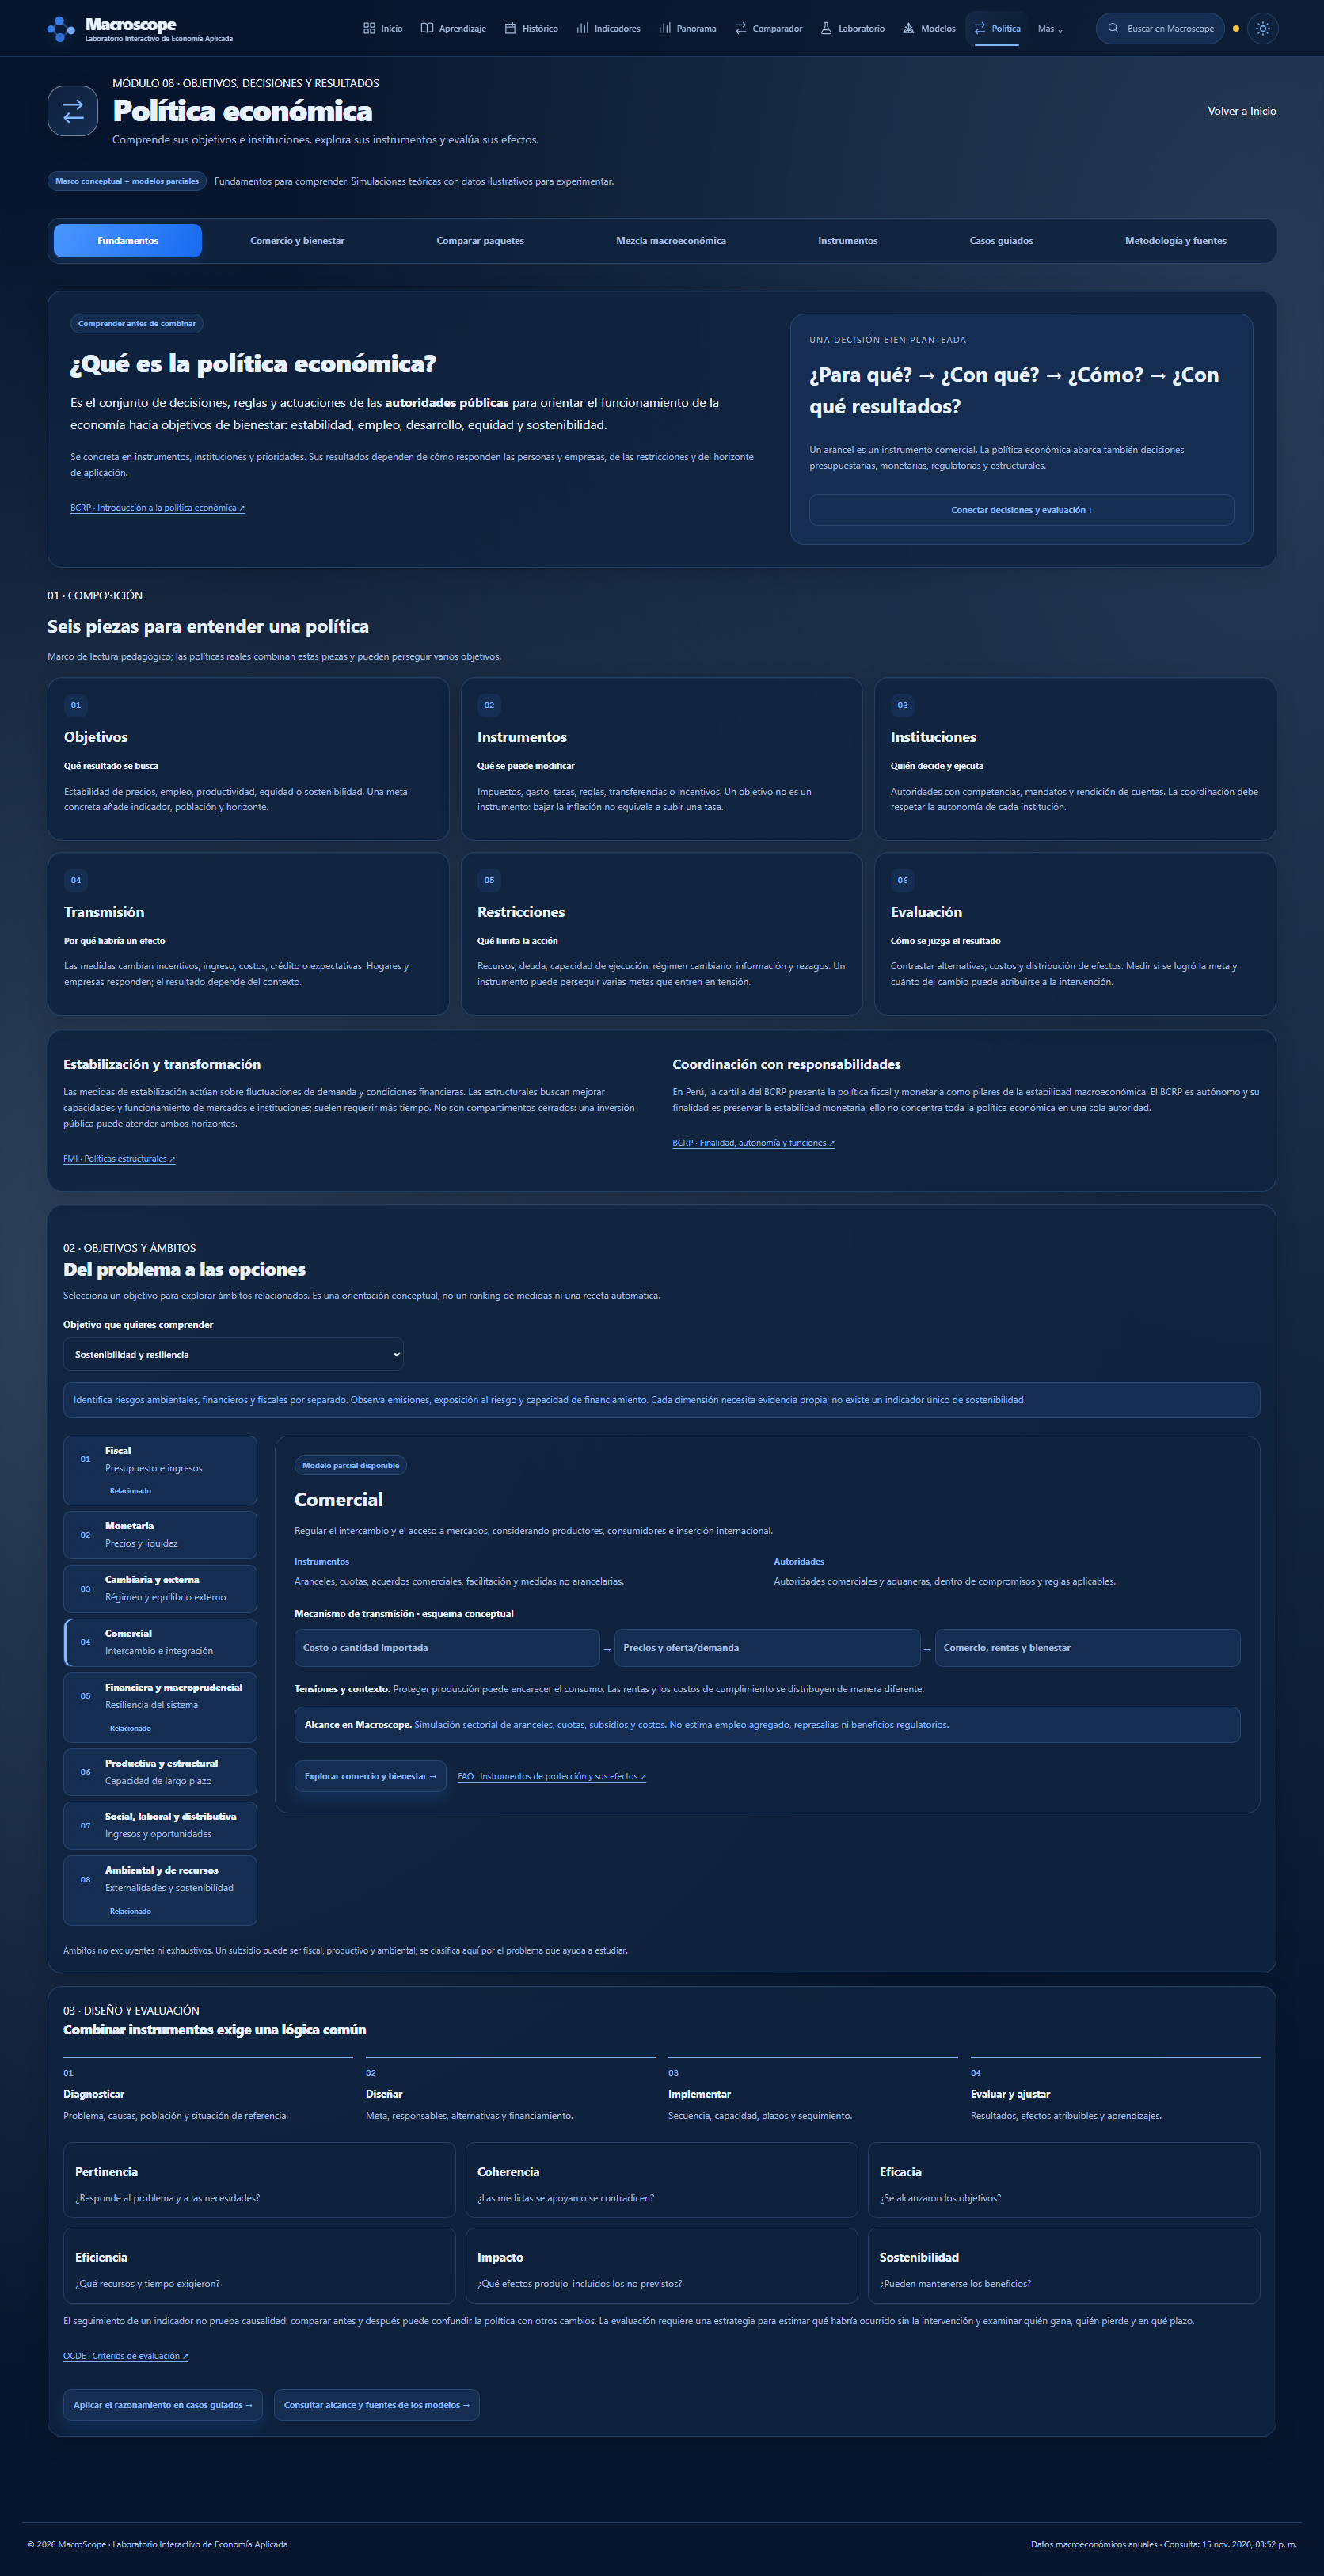 Macroscope
Laboratorio Interactivo de Economía Aplicada
Inicio
Aprendizaje
Histórico
Indicadores
Panorama
Comparador
Laboratorio
Modelos
Política
Más
Buscar en Macroscope
MÓDULO 08 · OBJETIVOS, DECISIONES Y RESULTADOS
Política económica
Comprende sus objetivos e instituciones, explora sus instrumentos y evalúa sus efectos.
Volver a Inicio
Marco conceptual + modelos parciales
Fundamentos para comprender. Simulaciones teóricas con datos ilustrativos para experimentar.
Fundamentos
Comercio y bienestar
Comparar paquetes
Mezcla macroeconómica
Instrumentos
Casos guiados
Metodología y fuentes
Comprender antes de combinar
¿Qué es la política económica?
Es el conjunto de decisiones, reglas y actuaciones de las autoridades públicas para orientar el funcionamiento de la
economía hacia objetivos de bienestar: estabilidad, empleo, desarrollo, equidad y sostenibilidad.
Se concreta en instrumentos, instituciones y prioridades. Sus resultados dependen de cómo responden las personas y empresas, de las restricciones y del horizonte
de aplicación.
BCRP · Introducción a la política económica ↗
UNA DECISIÓN BIEN PLANTEADA
¿Para qué? → ¿Con qué? → ¿Cómo? → ¿Con
qué resultados?
Un arancel es un instrumento comercial. La política económica abarca también decisiones
presupuestarias, monetarias, regulatorias y estructurales.
Conectar decisiones y evaluación ↓
01 · COMPOSICIÓN
Seis piezas para entender una política
Marco de lectura pedagógico; las políticas reales combinan estas piezas y pueden perseguir varios objetivos.
01
Objetivos
Qué resultado se busca
Estabilidad de precios, empleo, productividad, equidad o sostenibilidad. Una meta
concreta añade indicador, población y horizonte.
02
Instrumentos
Qué se puede modificar
Impuestos, gasto, tasas, reglas, transferencias o incentivos. Un objetivo no es un
instrumento: bajar la inflación no equivale a subir una tasa.
03
Instituciones
Quién decide y ejecuta
Autoridades con competencias, mandatos y rendición de cuentas. La coordinación debe
respetar la autonomía de cada institución.
04
Transmisión
Por qué habría un efecto
Las medidas cambian incentivos, ingreso, costos, crédito o expectativas. Hogares y
empresas responden; el resultado depende del contexto.
05
Restricciones
Qué limita la acción
Recursos, deuda, capacidad de ejecución, régimen cambiario, información y rezagos. Un
instrumento puede perseguir varias metas que entren en tensión.
06
Evaluación
Cómo se juzga el resultado
Contrastar alternativas, costos y distribución de efectos. Medir si se logró la meta y
cuánto del cambio puede atribuirse a la intervención.
Estabilización y transformación
Las medidas de estabilización actúan sobre fluctuaciones de demanda y condiciones financieras. Las estructurales buscan mejorar
capacidades y funcionamiento de mercados e instituciones; suelen requerir más tiempo. No son compartimentos cerrados: una inversión
pública puede atender ambos horizontes.
FMI · Políticas estructurales ↗
Coordinación con responsabilidades
En Perú, la cartilla del BCRP presenta la política fiscal y monetaria como pilares de la estabilidad macroeconómica. El BCRP es autónomo y su
finalidad es preservar la estabilidad monetaria; ello no concentra toda la política económica en una sola autoridad.
BCRP · Finalidad, autonomía y funciones ↗
02 · OBJETIVOS Y ÁMBITOS
Del problema a las opciones
Selecciona un objetivo para explorar ámbitos relacionados. Es una orientación conceptual, no un ranking de medidas ni una receta automática.
Objetivo que quieres comprender
Sostenibilidad y resiliencia
Identifica riesgos ambientales, financieros y fiscales por separado. Observa emisiones, exposición al riesgo y capacidad de financiamiento. Cada dimensión necesita evidencia propia; no existe un indicador único de sostenibilidad.
01
Fiscal
Presupuesto e ingresos
Relacionado
02
Monetaria
Precios y liquidez
03
Cambiaria y externa
Régimen y equilibrio externo
04
Comercial
Intercambio e integración
05
Financiera y macroprudencial
Resiliencia del sistema
Relacionado
06
Productiva y estructural
Capacidad de largo plazo
07
Social, laboral y distributiva
Ingresos y oportunidades
08
Ambiental y de recursos
Externalidades y sostenibilidad
Relacionado
Modelo parcial disponible
Comercial
Regular el intercambio y el acceso a mercados, considerando productores, consumidores e inserción internacional.
Instrumentos
Aranceles, cuotas, acuerdos comerciales, facilitación y medidas no arancelarias.
Autoridades
Autoridades comerciales y aduaneras, dentro de compromisos y reglas aplicables.
Mecanismo de transmisión · esquema conceptual
Costo o cantidad importada → Precios y oferta/demanda → Comercio, rentas y bienestar
Tensiones y contexto. Proteger producción puede encarecer el consumo. Las rentas y los costos de cumplimiento se distribuyen de manera diferente.
Alcance en Macroscope. Simulación sectorial de aranceles, cuotas, subsidios y costos. No estima empleo agregado, represalias ni beneficios regulatorios.
Explorar comercio y bienestar →
FAO · Instrumentos de protección y sus efectos ↗
Ámbitos no excluyentes ni exhaustivos. Un subsidio puede ser fiscal, productivo y ambiental; se clasifica aquí por el problema que ayuda a estudiar.
03 · DISEÑO Y EVALUACIÓN
Combinar instrumentos exige una lógica común
01
Diagnosticar
Problema, causas, población y situación de referencia.
02
Diseñar
Meta, responsables, alternativas y financiamiento.
03
Implementar
Secuencia, capacidad, plazos y seguimiento.
04
Evaluar y ajustar
Resultados, efectos atribuibles y aprendizajes.
Pertinencia
¿Responde al problema y a las necesidades?
Coherencia
¿Las medidas se apoyan o se contradicen?
Eficacia
¿Se alcanzaron los objetivos?
Eficiencia
¿Qué recursos y tiempo exigieron?
Impacto
¿Qué efectos produjo, incluidos los no previstos?
Sostenibilidad
¿Pueden mantenerse los beneficios?
El seguimiento de un indicador no prueba causalidad: comparar antes y después puede confundir la política con otros cambios. La evaluación requiere una estrategia para estimar qué habría ocurrido sin la intervención y examinar quién gana, quién pierde y en qué plazo.
OCDE · Criterios de evaluación ↗
Aplicar el razonamiento en casos guiados →
Consultar alcance y fuentes de los modelos →
© 2026 MacroScope · Laboratorio Interactivo de Economía Aplicada
Datos macroeconómicos anuales · Consulta: 15 nov. 2026, 03:52 p. m.